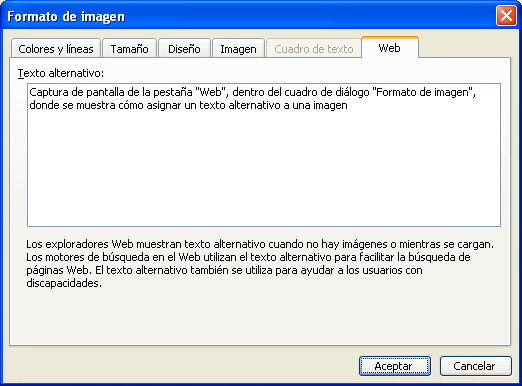 Formato de imagen
Colores y líneas Tamaño Diseño Imagen Cuadro de texto Web
Texto alternativo:
Captura de pantalla de la pestaña "Web", dentro del cuadro de diálogo "Formato de imagen",
donde se muestra cómo asignar un texto alternativo a una imagen
Los exploradores Web muestran texto alternativo cuando no hay imágenes o mientras se cargan.
Los motores de búsqueda en el Web utilizan el texto alternativo para facilitar la búsqueda de
páginas Web. El texto alternativo también se utiliza para ayudar a los usuarios con
discapacidades.
Aceptar Cancelar